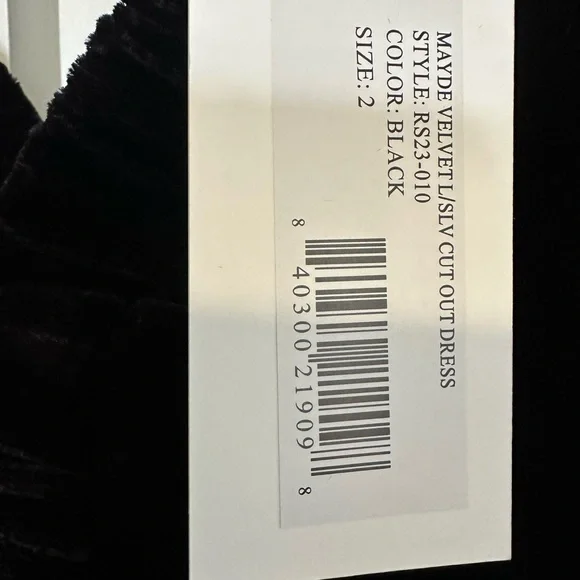 MAYDE VELVET L/SLV CUT OUT DRESS
STYLE: RS23-010
COLOR: BLACK
SIZE: 2
8 40300 21909 8